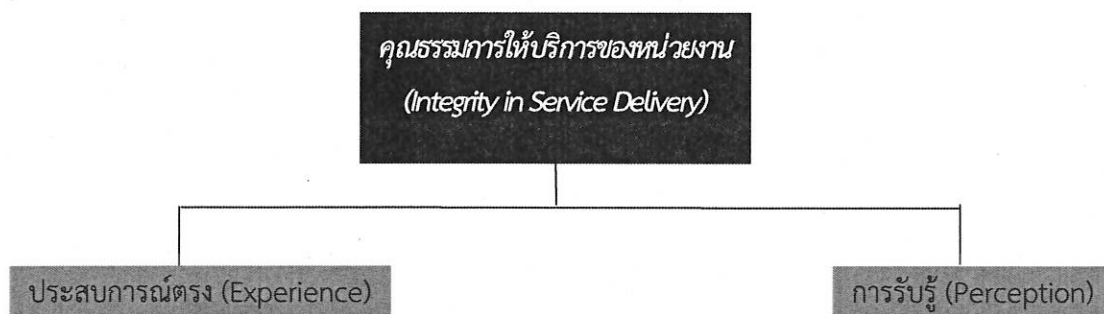 คุณธรรมการให้บริการของหน่วยงาน
(Integrity in Service Delivery)
ประสบการณ์ตรง (Experience)
การรับรู้ (Perception)